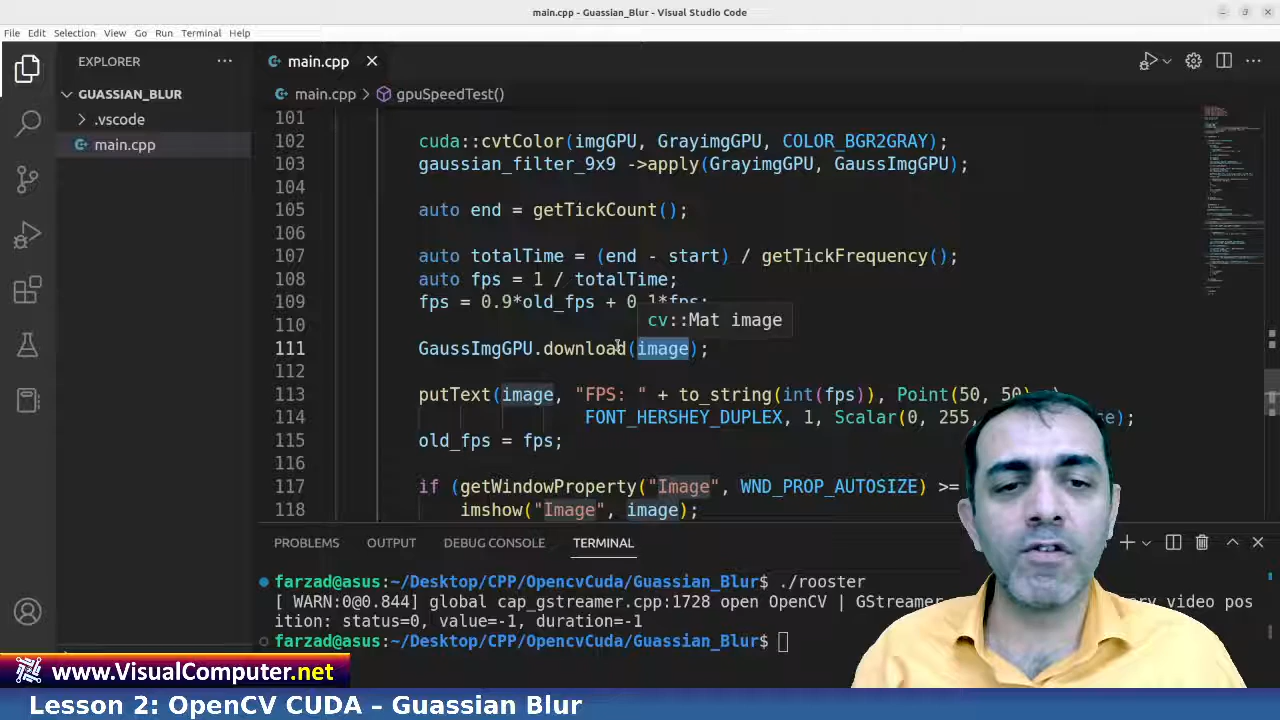 main.cpp - Guassian_Blur - Visual Studio Code
File Edit Selection View Go Run Terminal Help
EXPLORER
GUASSIAN_BLUR
.vscode
main.cpp
main.cpp
main.cpp > gpuSpeedTest()
101
102 cuda::cvtColor(imgGPU, GrayimgGPU, COLOR_BGR2GRAY);
103 gaussian_filter_9x9 ->apply(GrayimgGPU, GaussImgGPU);
104
105 auto end = getTickCount();
106
107 auto totalTime = (end - start) / getTickFrequency();
108 auto fps = 1 / totalTime;
109 fps = 0.9*old_fps + 0.1*fps;
cv::Mat image
110
111 GaussImgGPU.download(image);
112
113 putText(image, "FPS: " + to_string(int(fps)), Point(50, 50)
114 FONT_HERSHEY_DUPLEX, 1, Scalar(0, 255,
115 old_fps = fps;
116
117 if (getWindowProperty("Image", WND_PROP_AUTOSIZE) >=
118 imshow("Image", image);
PROBLEMS OUTPUT DEBUG CONSOLE TERMINAL
farzad@asus:~/Desktop/CPP/OpencvCuda/Guassian_Blur$ ./rooster
[ WARN:0@0.844] global cap_gstreamer.cpp:1728 open OpenCV | GStreamer video pos
ition: status=0, value=-1, duration=-1
farzad@asus:~/Desktop/CPP/OpencvCuda/Guassian_Blur$
www.VisualComputer.net
Lesson 2: OpenCV CUDA – Guassian Blur